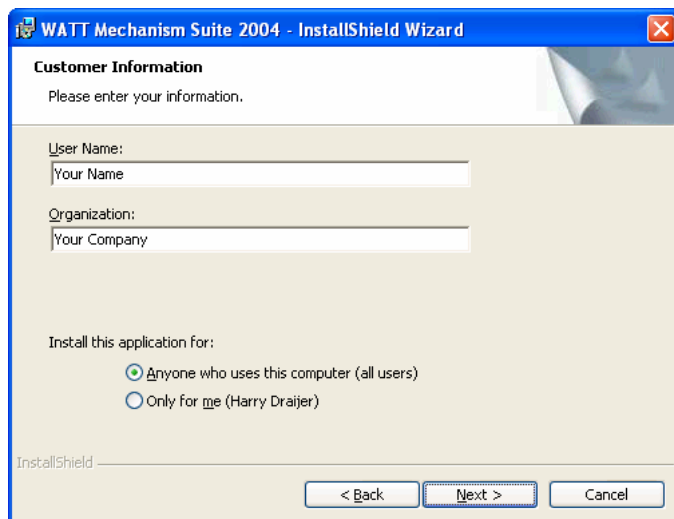 WATT Mechanism Suite 2004 - InstallShield Wizard
Customer Information
Please enter your information.
User Name:
Your Name
Organization:
Your Company
Install this application for:
Anyone who uses this computer (all users)
Only for me (Harry Draijer)
InstallShield
< Back Next > Cancel